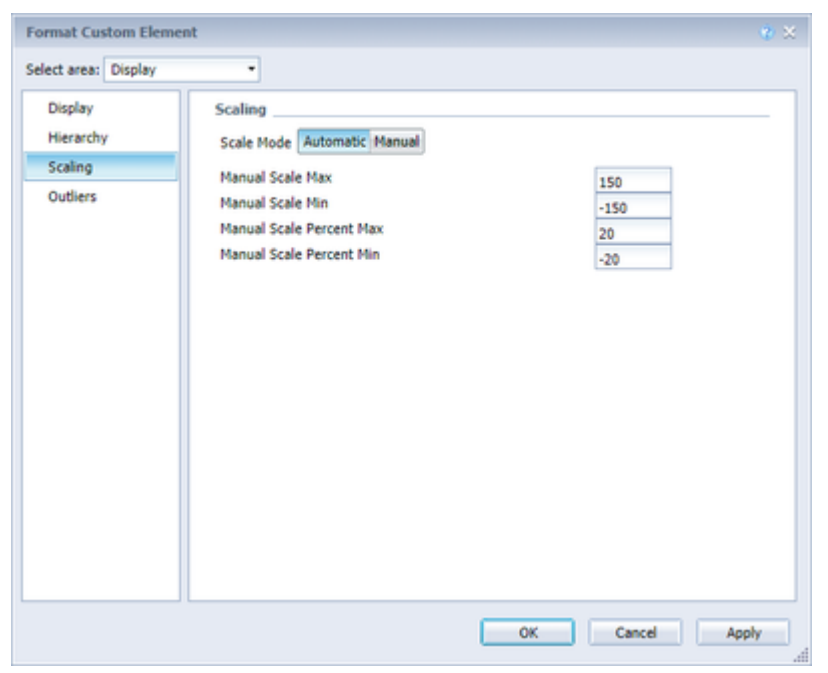 Format Custom Element
Select area: Display
Display
Hierarchy
Scaling
Outliers
Scaling
Scale Mode Automatic Manual
Manual Scale Max 150
Manual Scale Min -150
Manual Scale Percent Max 20
Manual Scale Percent Min -20
OK Cancel Apply